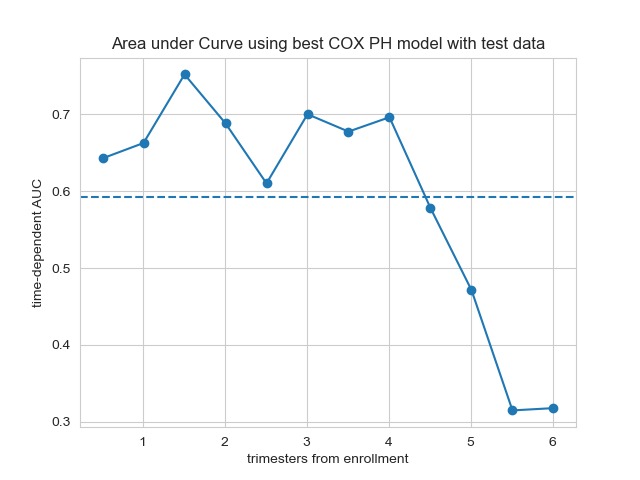 Area under Curve using best COX PH model with test data
time-dependent AUC
0.7
0.6
0.5
0.4
0.3
1 2 3 4 5 6
trimesters from enrollment